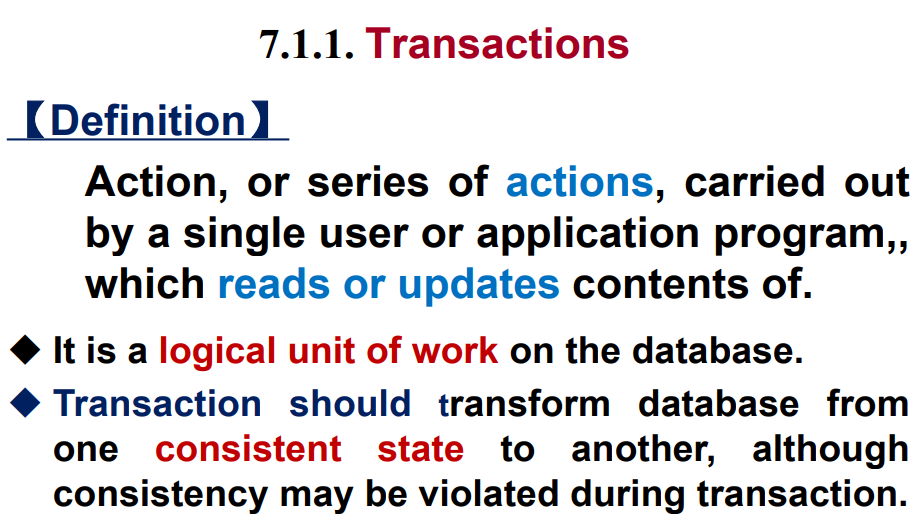 7.1.1. Transactions
【Definition】
Action, or series of actions, carried out
by a single user or application program,,
which reads or updates contents of.
◆ It is a logical unit of work on the database.
◆ Transaction should transform database from
one consistent state to another, although
consistency may be violated during transaction.